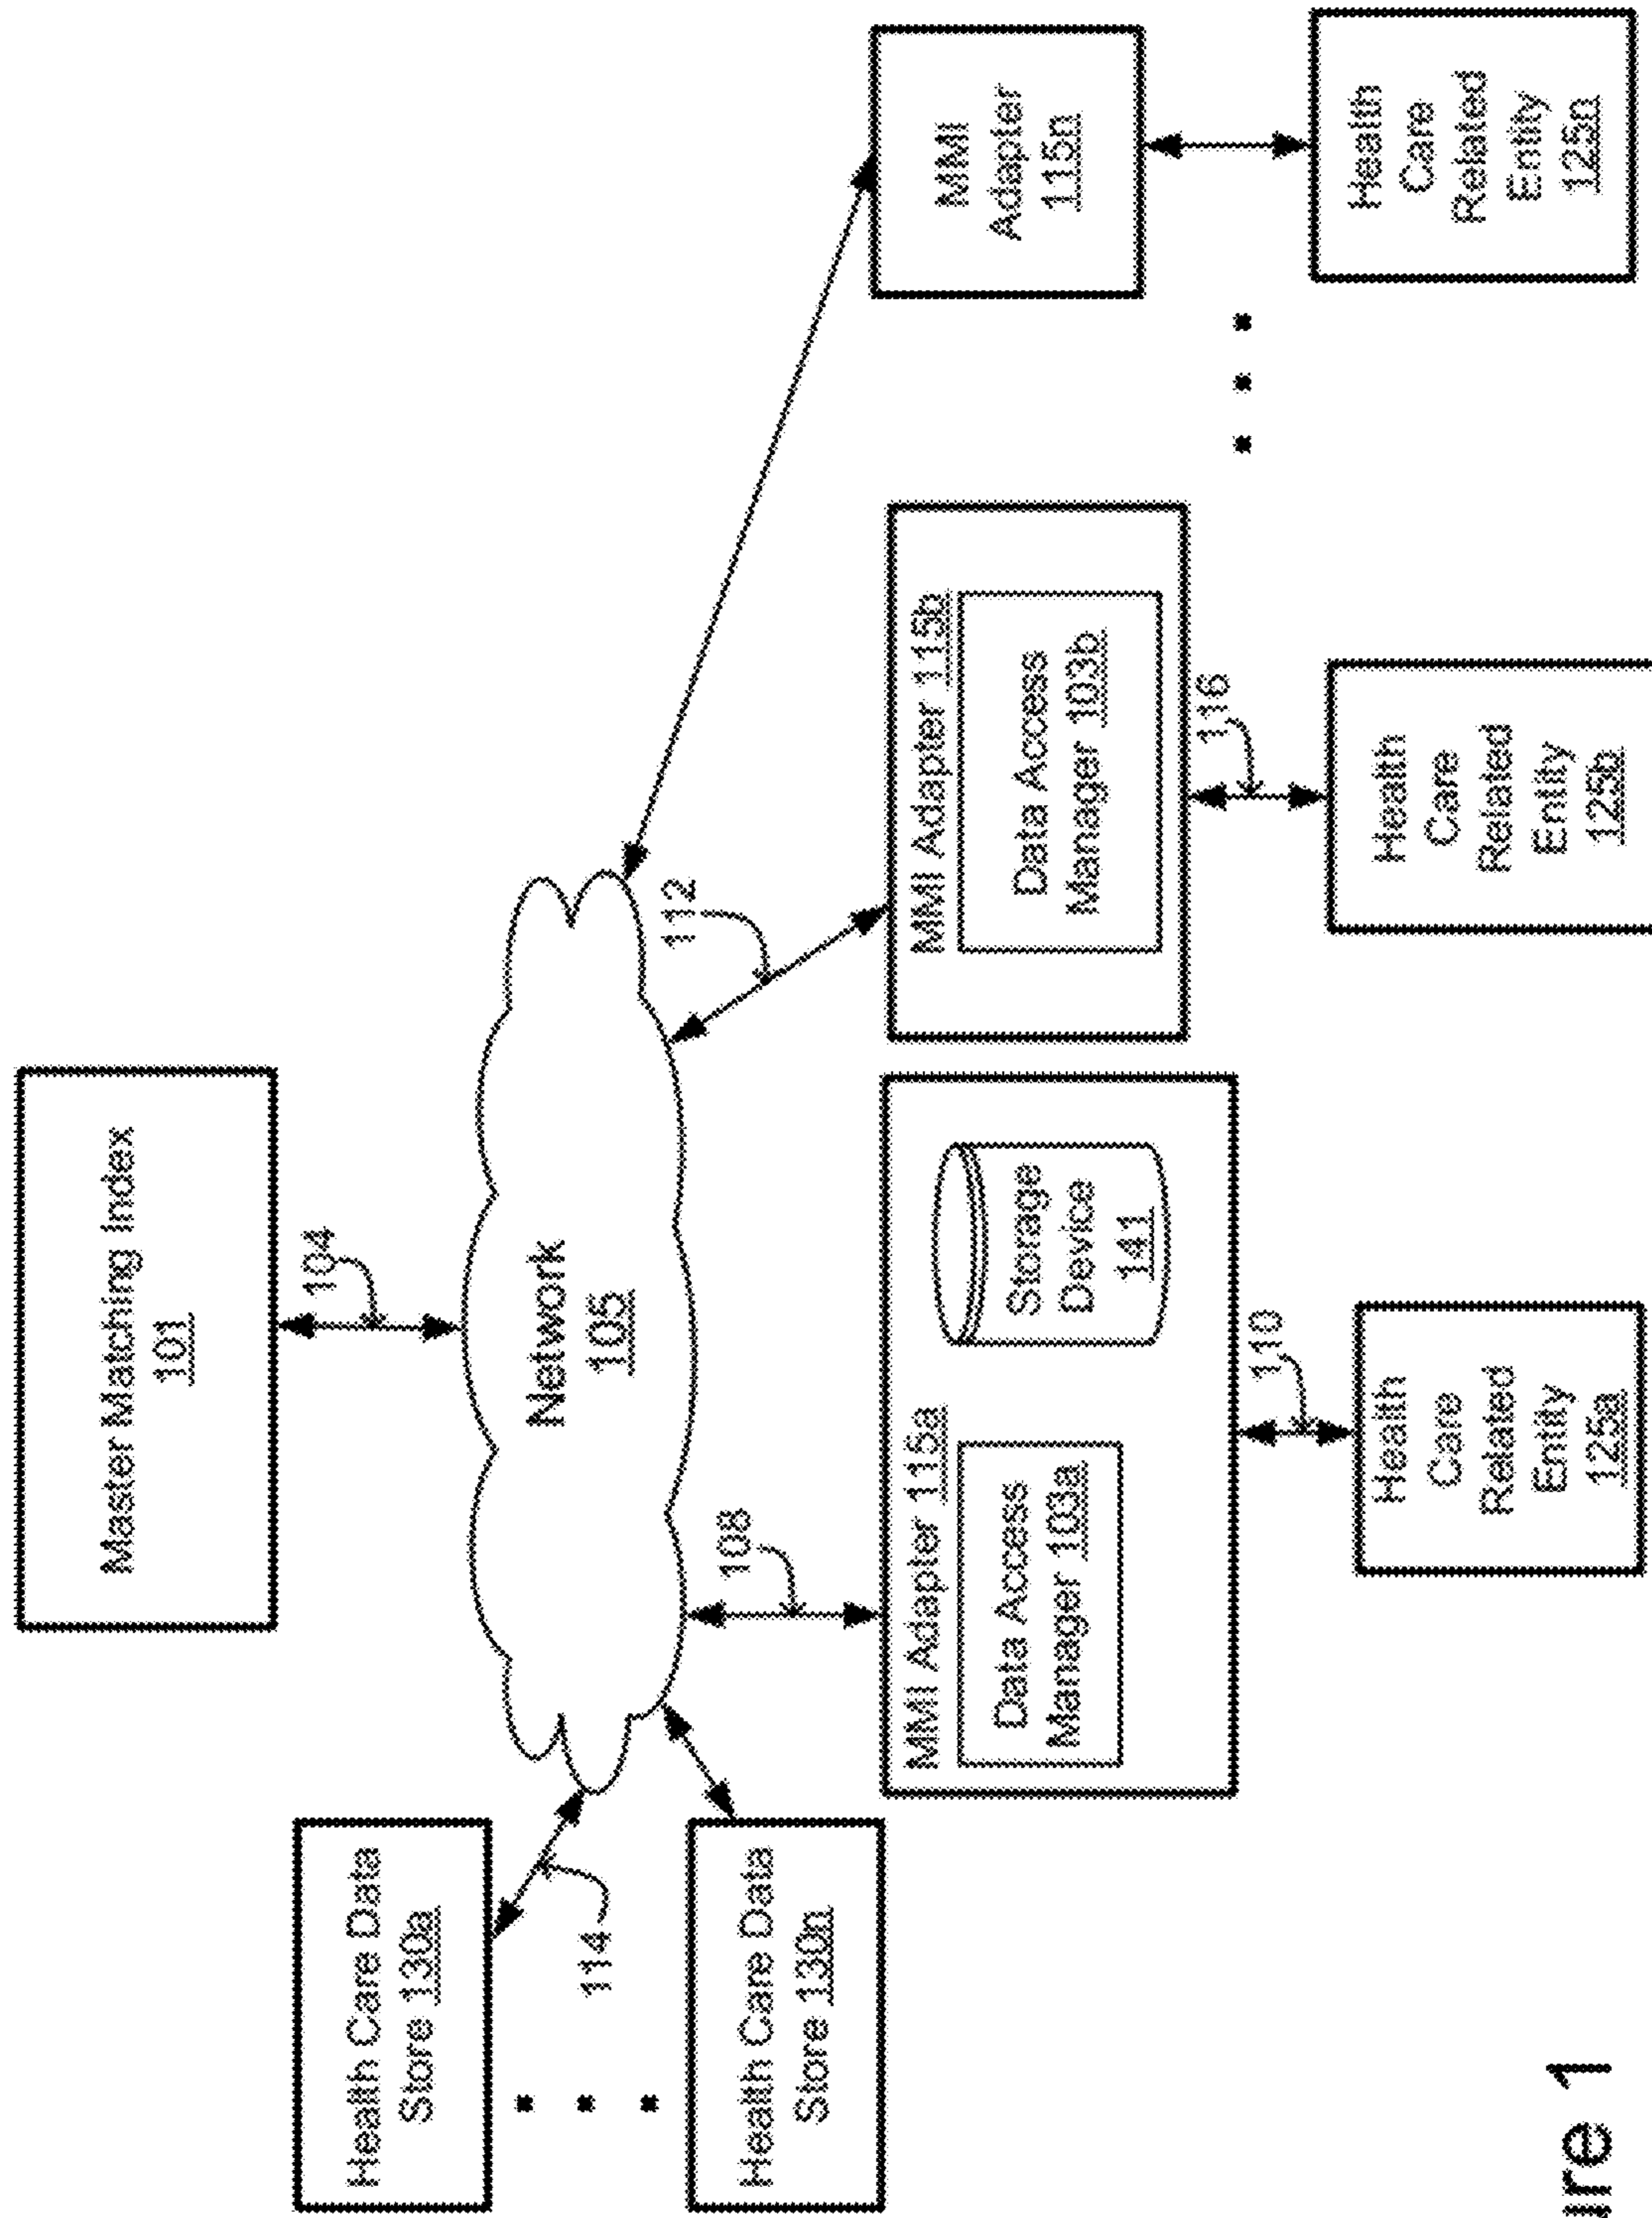 Master Matching Index
101
104
Health Care Data
Store 130a
114
Network
105
112
Health Care Data
Store 130n
108
MMI Adapter 115a
Data Access
Manager 103a
Storage
Device
141
MMI Adapter 115b
Data Access
Manager 103b
MMI
Adapter
115n
110
116
Health
Care
Related
Entity
125a
Health
Care
Related
Entity
125b
Health
Care
Related
Entity
125n
ure 1